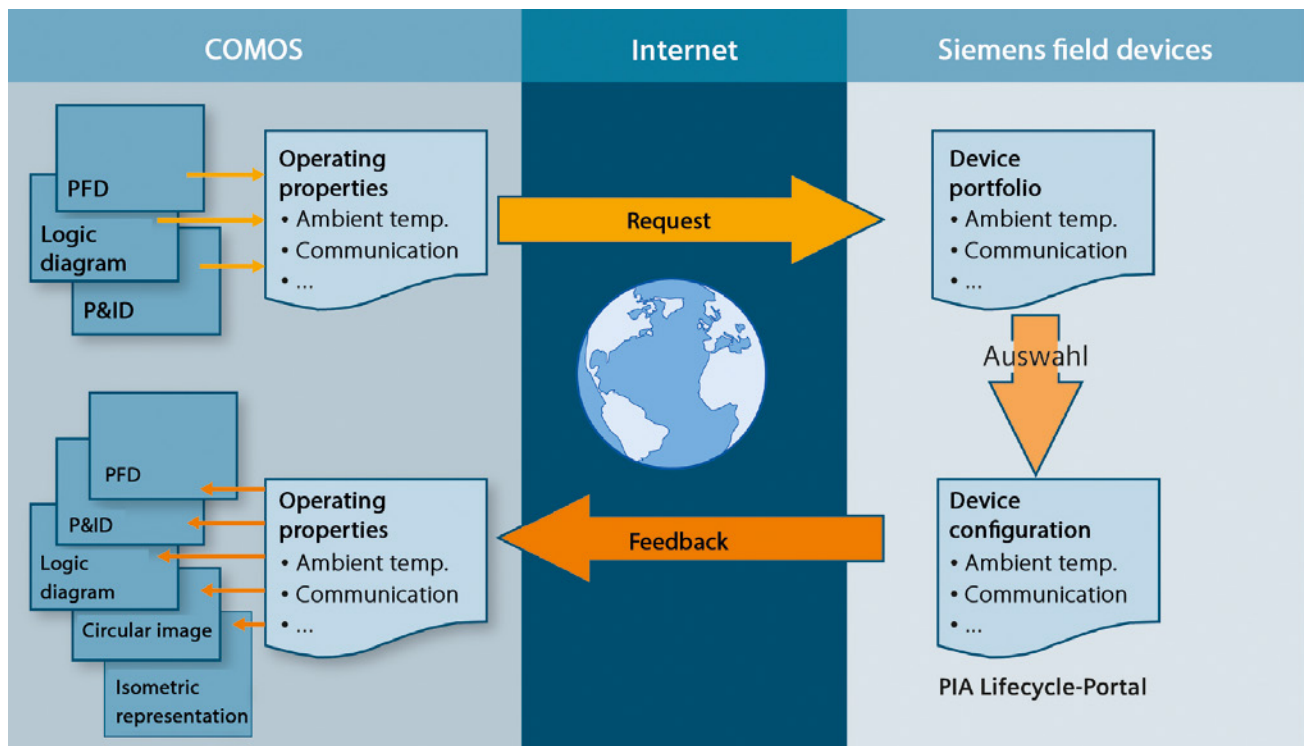 COMOS
Internet
Siemens field devices
PFD
Logic
diagram
P&ID
Operating
properties
• Ambient temp.
• Communication
• ...
Request
Device
portfolio
• Ambient temp.
• Communication
• ...
Auswahl
PFD
P&ID
Logic
diagram
Circular image
Isometric
representation
Operating
properties
• Ambient temp.
• Communication
• ...
Feedback
Device
configuration
• Ambient temp.
• Communication
• ...
PIA Lifecycle-Portal